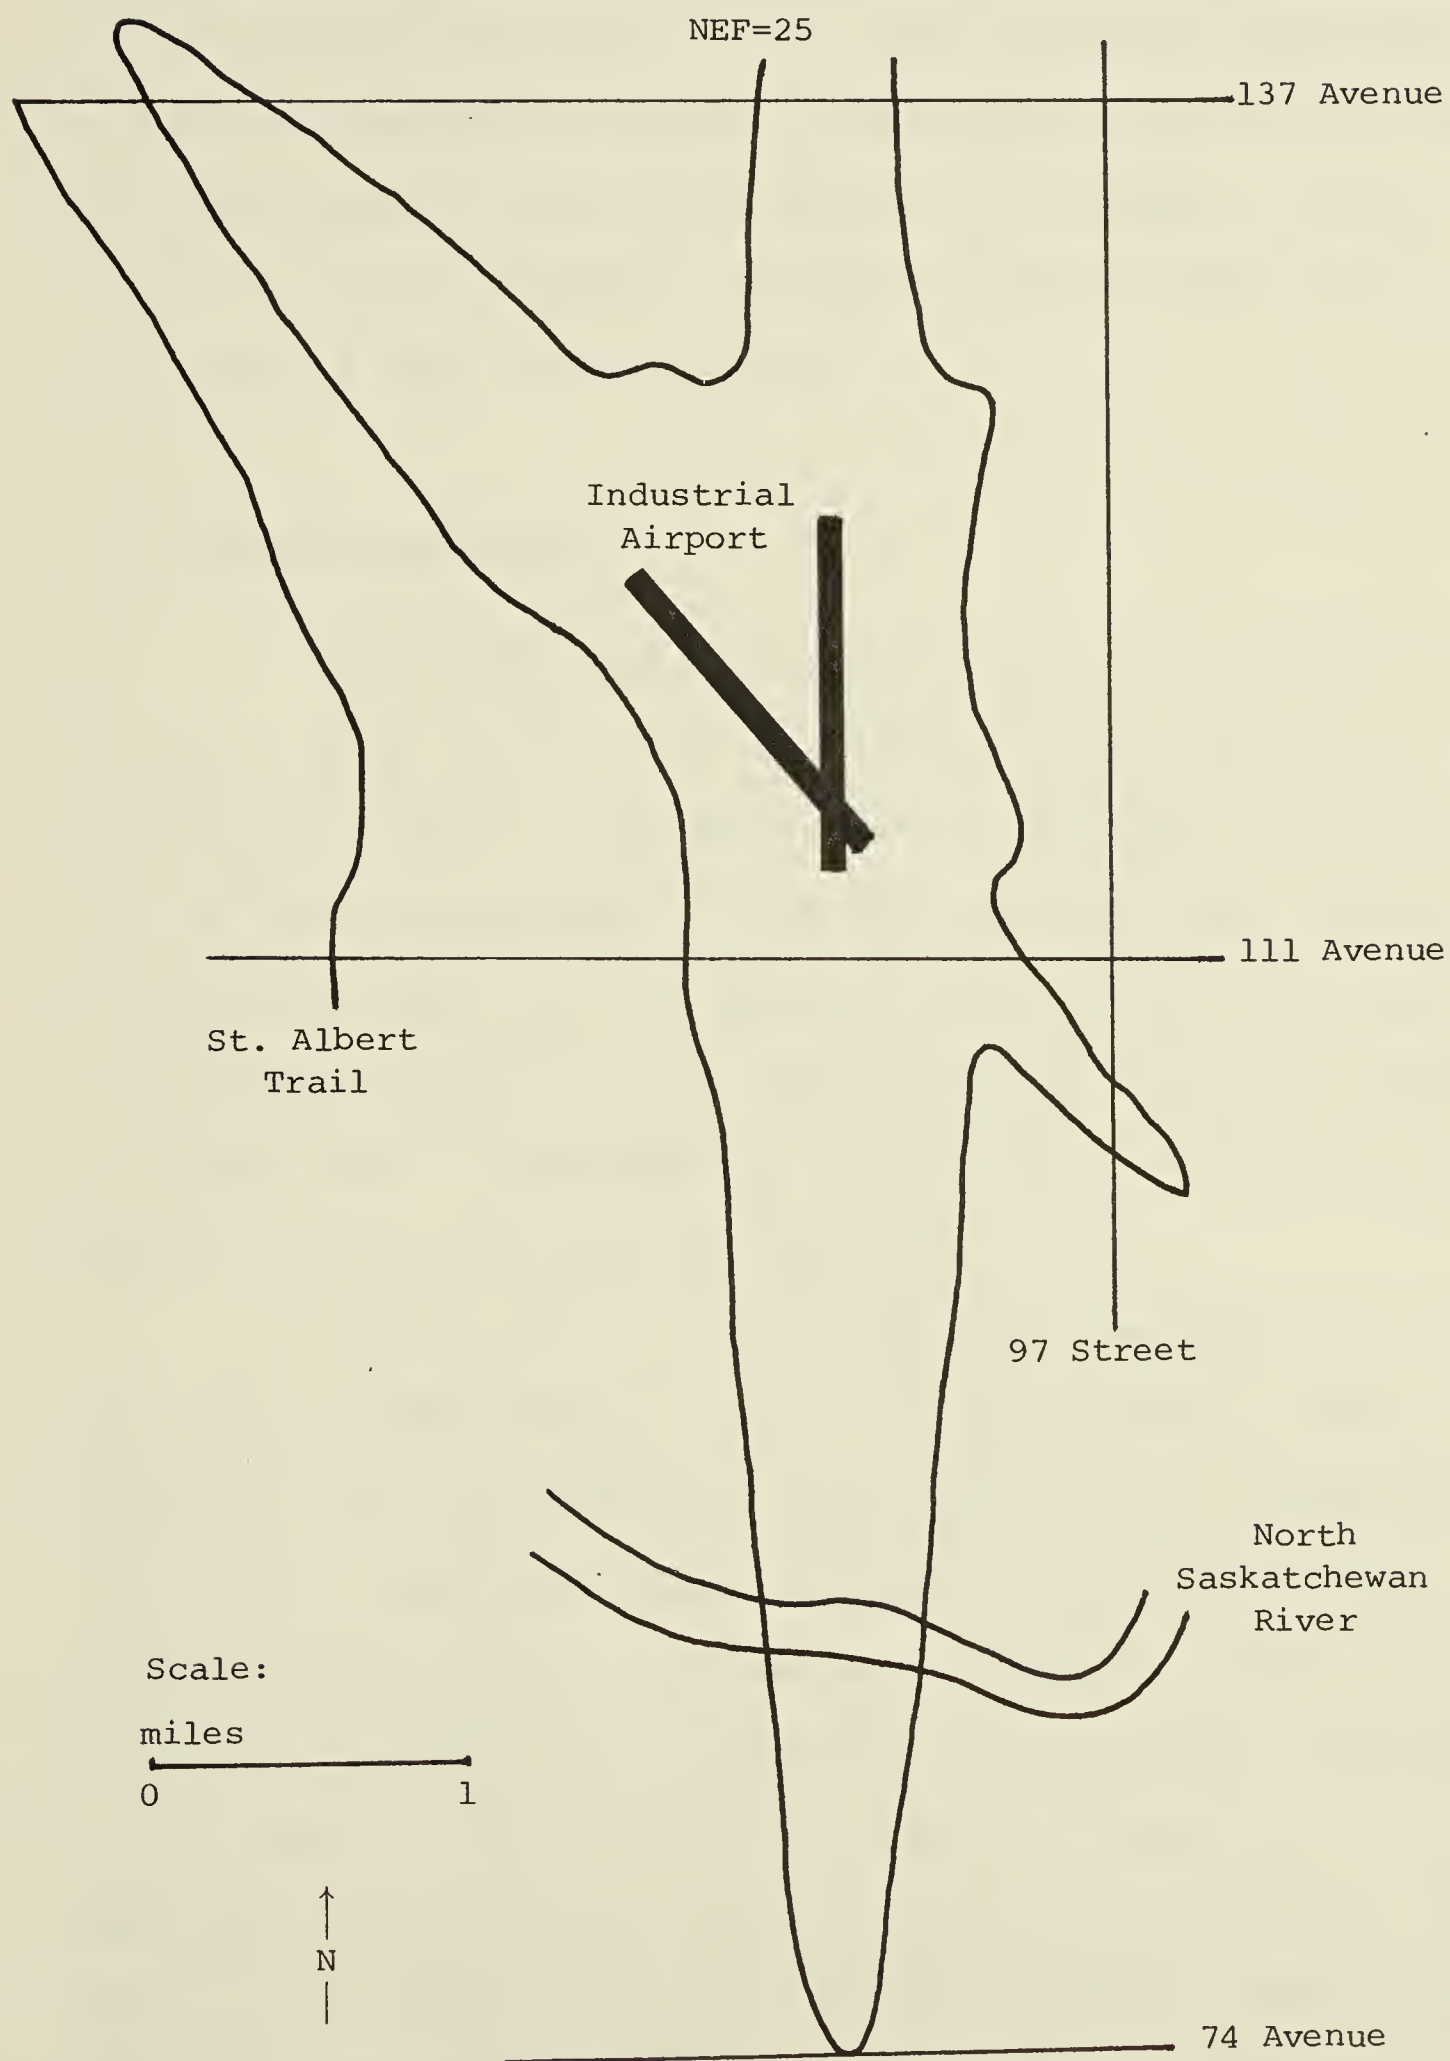 NEF=25
137 Avenue
Industrial
Airport
111 Avenue
St. Albert
Trail
97 Street
North
Saskatchewan
River
Scale:
miles
0 1
N
74 Avenue